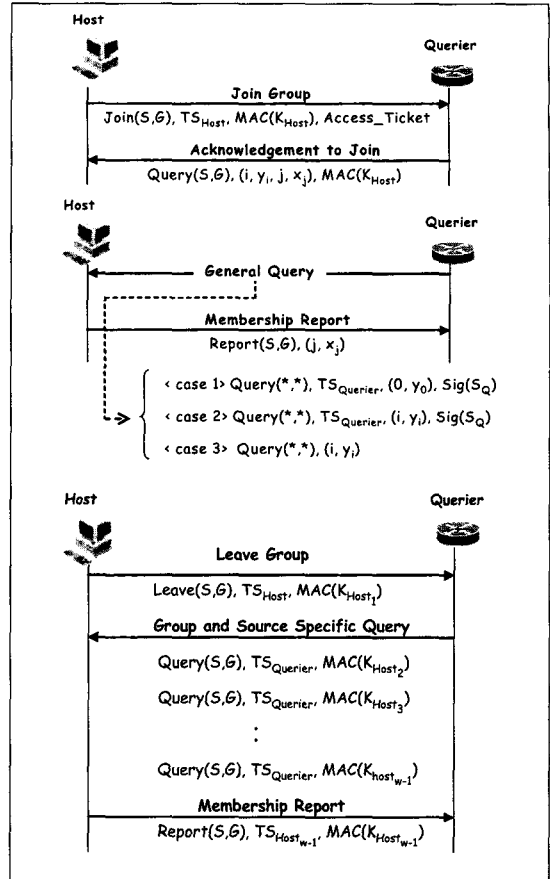 Host
Querier
Join Group
Join(S,G), TS_Host, MAC(K_Host), Access_Ticket
Acknowledgement to Join
Query(S,G), (i, y_i, j, x_j), MAC(K_Host)
Host
Querier
General Query
Membership Report
Report(S,G), (j, x_j)
< case 1> Query(*,*), TS_Querier, (0, y_0), Sig(S_Q)
< case 2> Query(*,*), TS_Querier, (i, y_i), Sig(S_Q)
< case 3> Query(*,*), (i, y_i)
Host
Querier
Leave Group
Leave(S,G), TS_Host, MAC(K_Host_1)
Group and Source Specific Query
Query(S,G), TS_Querier, MAC(K_Host_2)
Query(S,G), TS_Querier, MAC(K_Host_3)
:
Query(S,G), TS_Querier, MAC(K_host_w-1)
Membership Report
Report(S,G), TS_Host_w-1, MAC(K_Host_w-1)